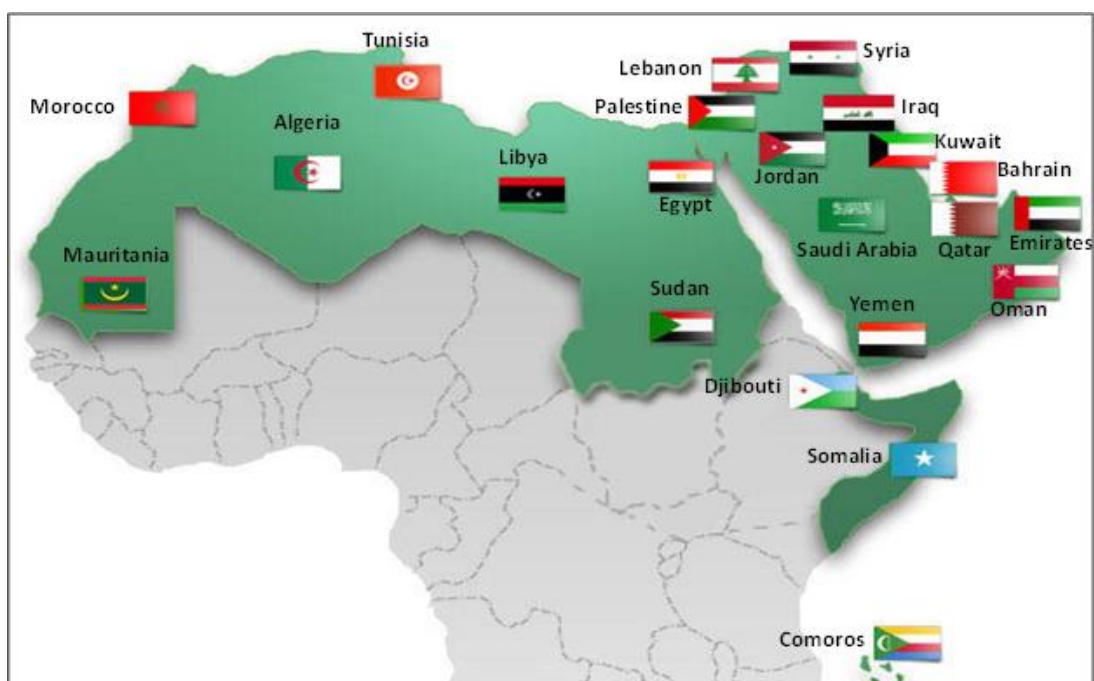 Tunisia
Syria
Lebanon
Morocco
Palestine
Iraq
Algeria
Kuwait
Libya
Jordan
Bahrain
Egypt
Mauritania
Saudi Arabia
Qatar
Emirates
Sudan
Yemen
Oman
Djibouti
Somalia
Comoros